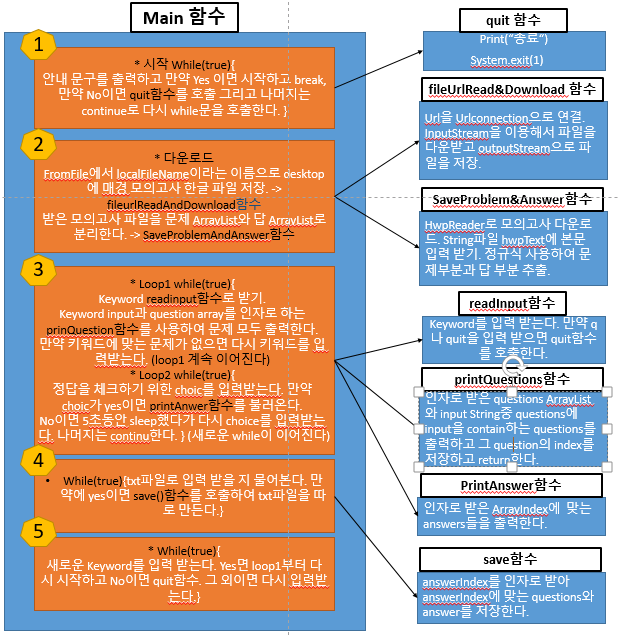 Main 함수
1
* 시작 While(true){
안내 문구를 출력하고 만약 Yes 이면 시작하고 break,
만약 No이면 quit함수를 호출 그리고 나머지는
continue로 다시 while문을 호출한다. }
2
* 다운로드
FromFile에서 localFileName이라는 이름으로 desktop
에 매경 모의고사 한글 파일 저장. ->
fileurlReadAndDownload함수
받은 모의고사 파일을 문제 ArrayList와 답 ArrayList로
분리한다. -> SaveProblemAndAnswer함수
3
* Loop1 while(true){
Keyword readinput함수로 받기.
Keyword input과 question array를 인자로 하는
prinQuestion함수를 사용하여 문제 모두 출력한다.
만약 키워드에 맞는 문제가 없으면 다시 키워드를 입
력받는다. (loop1 계속 이어진다)
* Loop2 while(true){
정답을 체크하기 위한 choic를 입력받는다. 만약
choic가 yes이면 printAnwer함수를 불러온다.
No이면 5초동안 sleep했다가 다시 choice를 입력받는
다. 나머지는 continu한다. } (새로운 while이 이어진다)
4
• While(true){txt파일로 입력 받을 지 물어본다. 만
약에 yes이면 save()함수를 호출하여 txt파일을 따
로 만든다.}
5
* While(true){
새로운 Keyword를 입력 받는다. Yes면 loop1부터 다
시 시작하고 No이면 quit함수. 그 외이면 다시 입력받
는다.}
quit 함수
Print("종료")
System.exit(1)
fileUrlRead&Download 함수
Url을 Urlconnection으로 연결.
InputStream을 이용해서 파일을
다운받고 outputStream으로 파
일을 저장.
SaveProblem&Answer함수
HwpReader로 모의고사 다운로
드. String파일 hwpText에 본문
입력 받기. 정규식 사용하여 문
제부분과 답 부분 추출.
readInput함수
Keyword를 입력 받는다. 만약 q
나 quit을 입력 받으면 quit함수
를 호출한다.
printQuestions함수
인자로 받은 questions ArrayList
와 input String중 questions에
input을 contain하는 questions를
출력하고 그 question의 index를
저장하고 return한다.
PrintAnswer함수
인자로 받은 ArrayIndex에 맞는
answers들을 출력한다.
save함수
answerIndex를 인자로 받아
answerIndex에 맞는 questions와
answer를 저장한다.